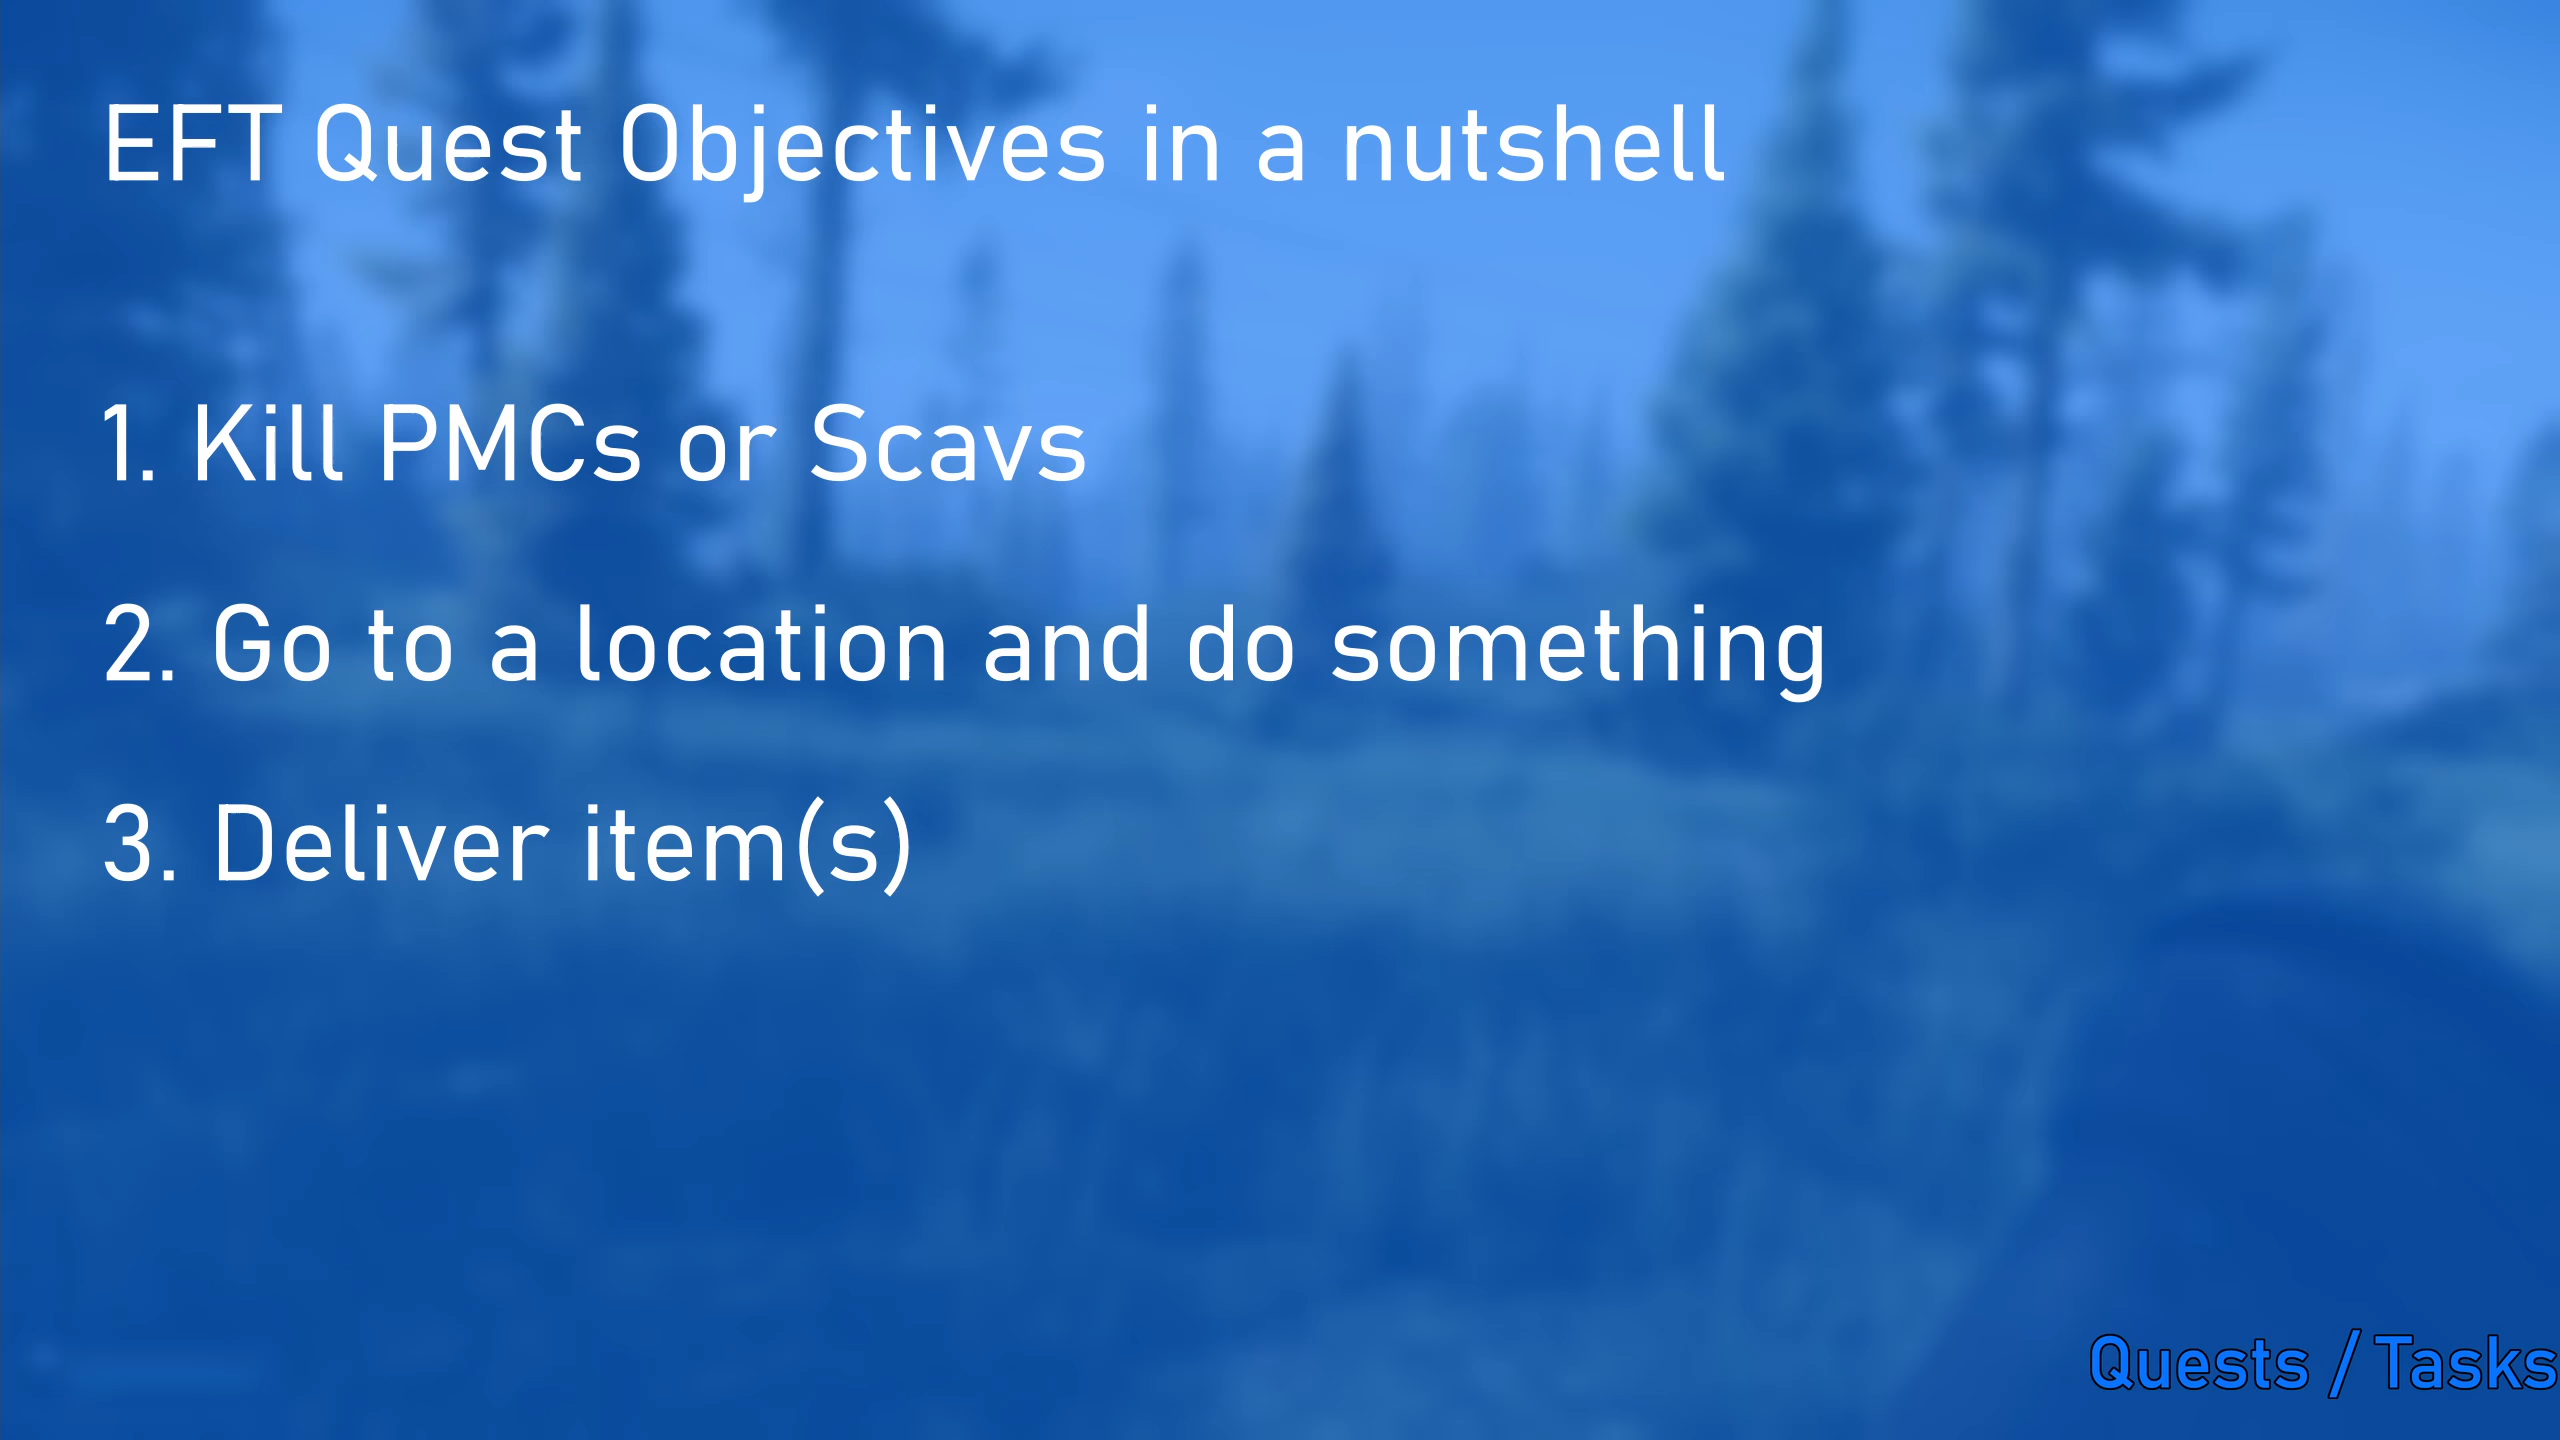 EFT Quest Objectives in a nutshell
1. Kill PMCs or Scavs
2. Go to a location and do something
3. Deliver item(s)
Quests / Tasks